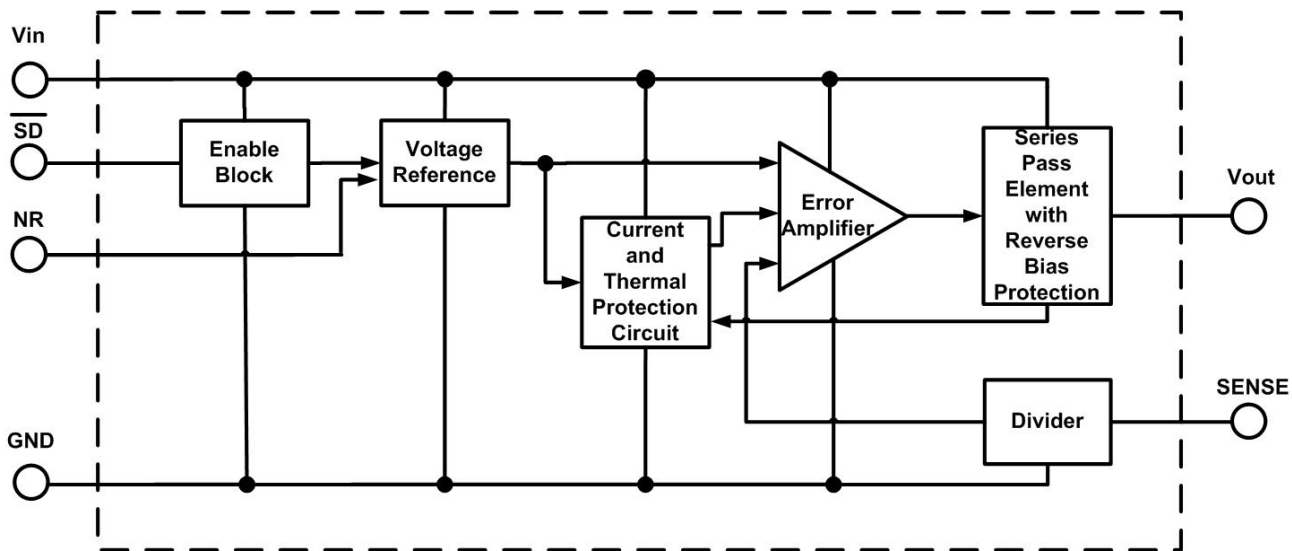 Vin
SD
NR
GND
Enable
Block
Voltage
Reference
Current
and
Thermal
Protection
Circuit
Error
Amplifier
Series
Pass
Element
with
Reverse
Bias
Protection
Divider
Vout
SENSE